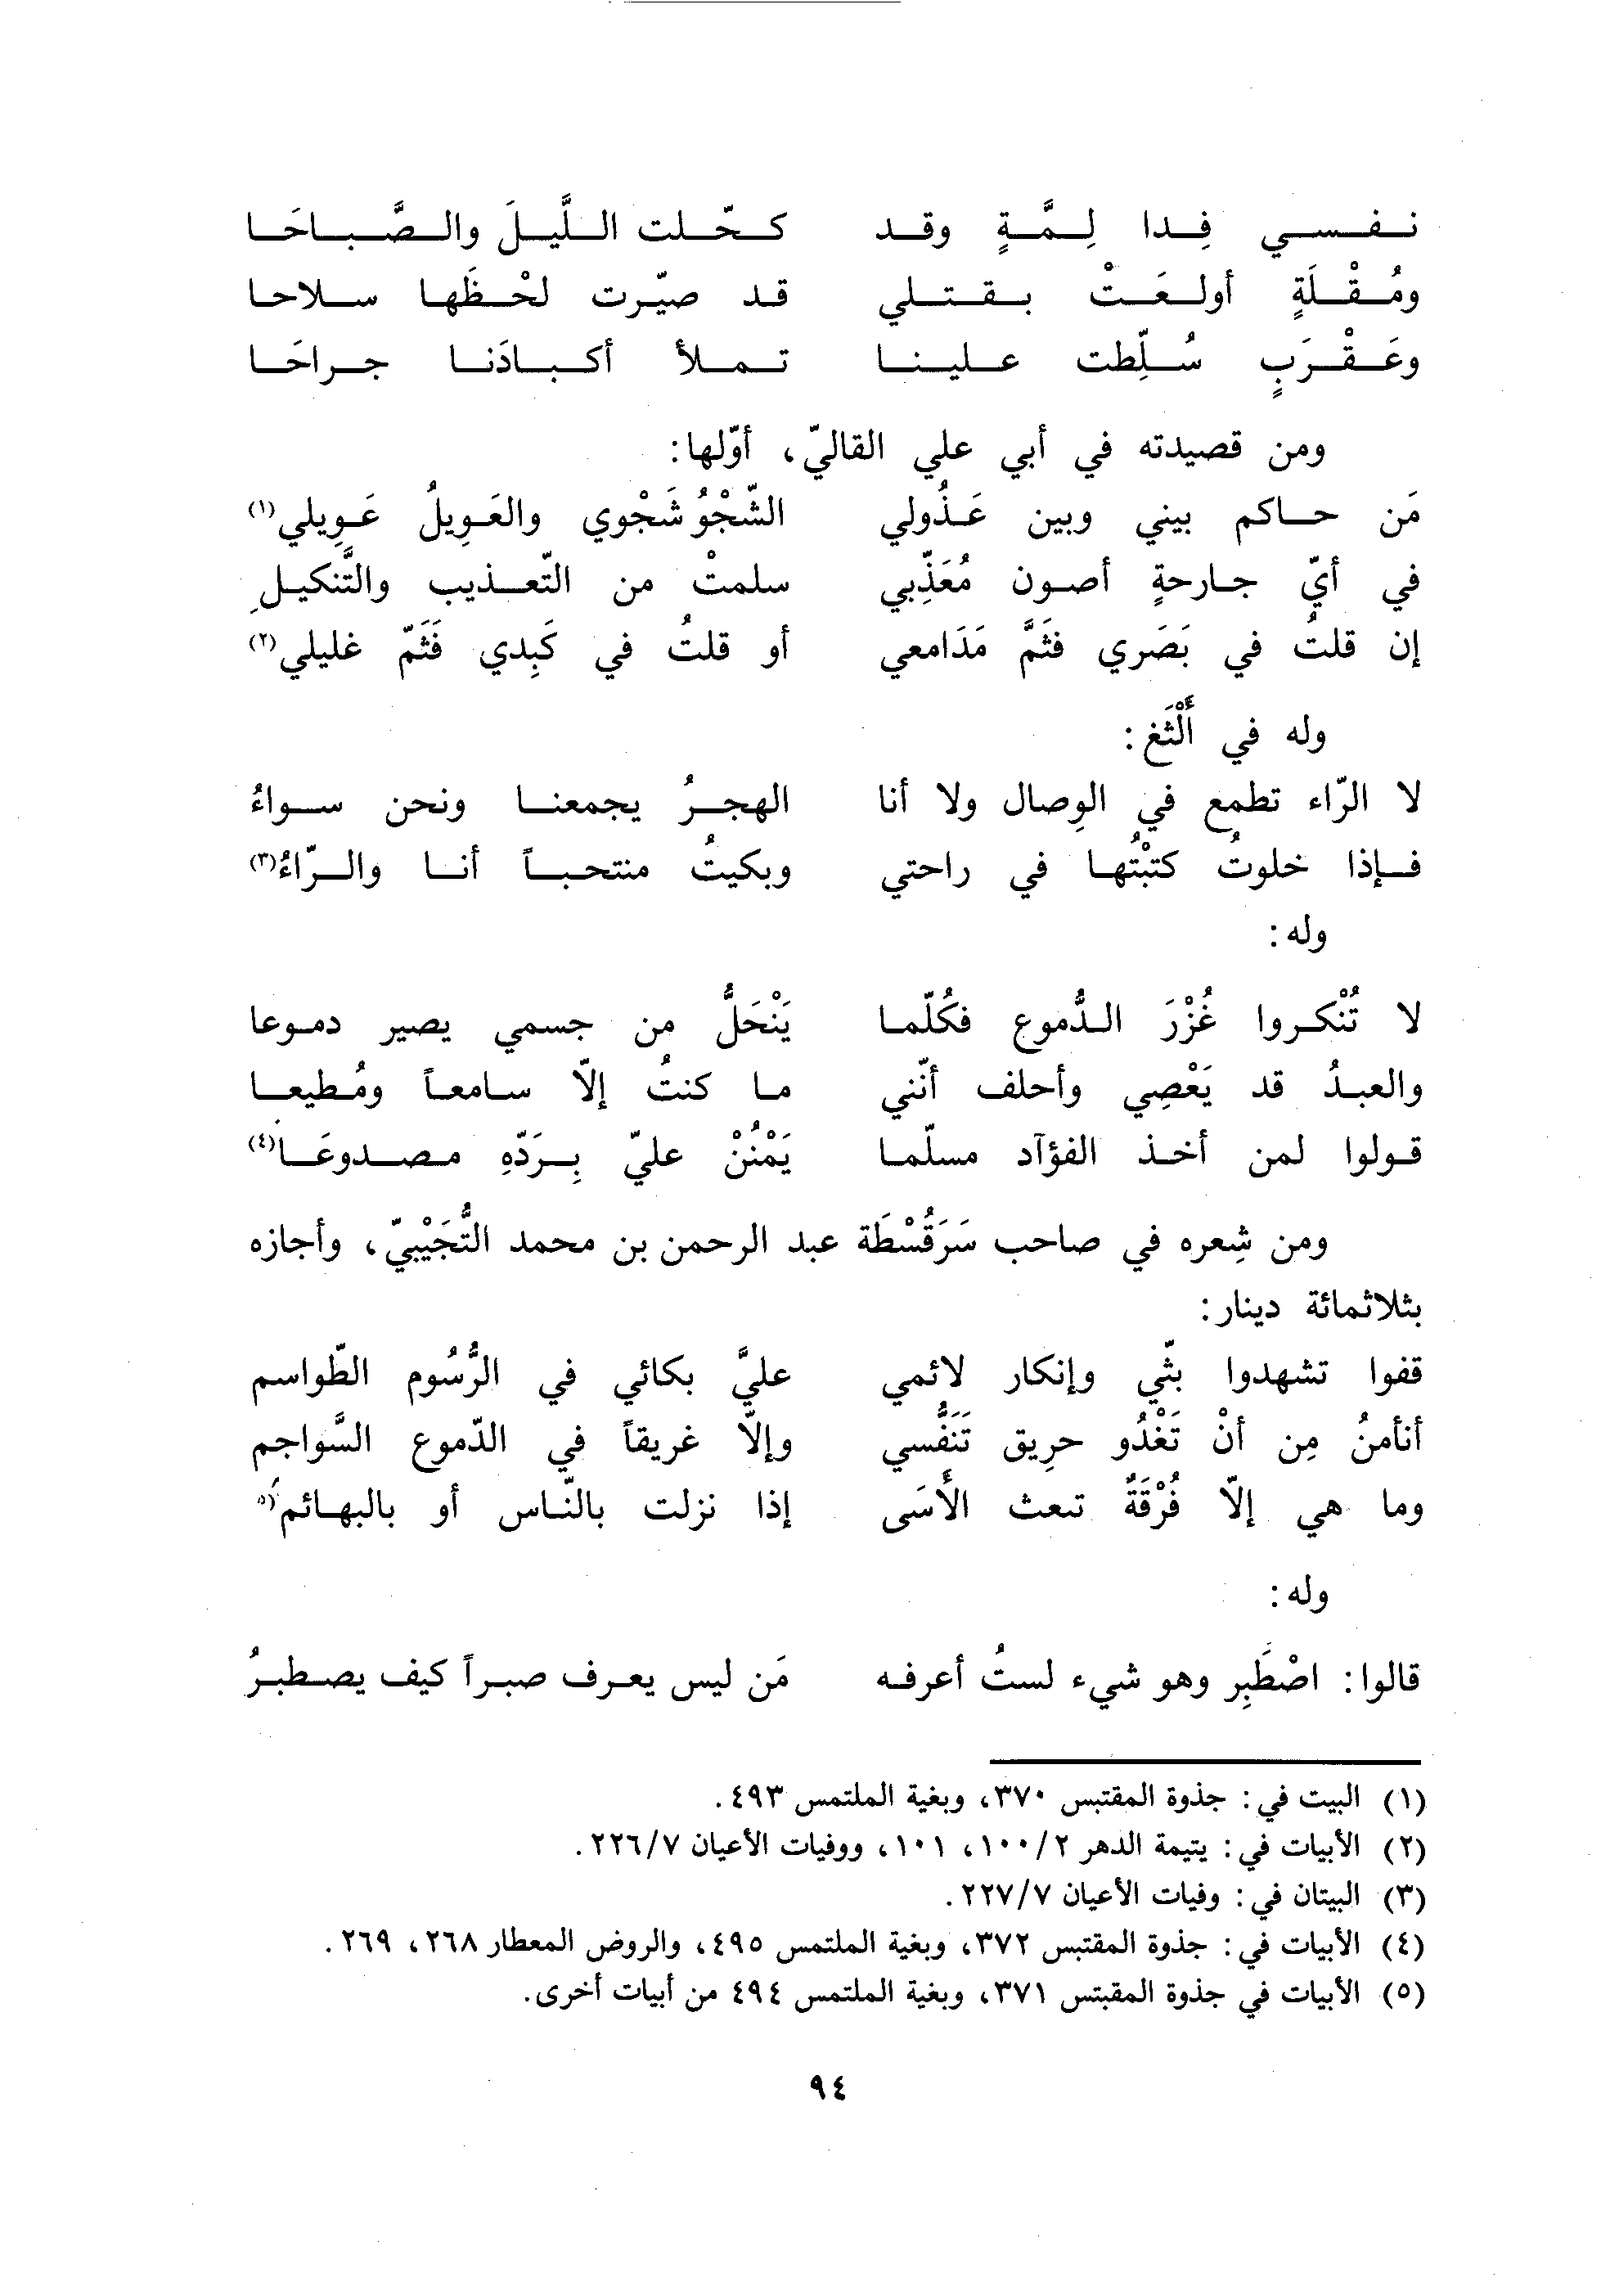 نفسي فِدا لِمَّةٍ وقد كحّلت اللَّيلَ والصَّباحَا
ومُقْلَةٍ أولعَتْ بقتلي قد صيّرت لحْظَها سلاحا
وعَقْرَبٍ سُلِّطت علينا تملأ أكبادَنا جراحَا
ومن قصيدته في أبي علي القاليّ، أوّلها:
مَن حاكم بيني وبين عَذُولي الشّجْوُ شَجْوي والعَويلُ عَوِيلي(١)
في أيّ جارحةٍ أصون مُعَذِّبي سلمتْ من التّعذيب والتَّنكيلِ
إن قلتُ في بَصَري فثَمَّ مَدَامعي أو قلتُ في كَبِدي فَثَمّ غليلي(٢)
وله في أَلْثَغ:
لا الرّاء تطمع في الوِصال ولا أنا الهجرُ يجمعنا ونحن سواءُ
فإذا خلوتُ كتبْتُها في راحتي وبكيتُ منتحباً أنا والرّاءُ(٣)
وله:
لا تُنْكروا غُزْرَ الدُّموع فكُلّما يَنْحَلُّ من جسمي يصير دموعا
والعبدُ قد يَعْصِي وأحلف أنّني ما كنتُ إلّا سامعاً ومُطيعا
قولوا لمن أخذ الفؤآد مسلّما يَمْنُنْ عليّ بِرَدّهِ مصدوعَا(٤)
ومن شِعره في صاحب سَرَقُسْطَة عبد الرحمن بن محمد التُّجَيْبيّ، وأجازه
بثلاثمائة دينار:
قفوا تشهدوا بثّي وإنكار لائمي عليَّ بكائي في الرُّسُوم الطّواسم
أنأمنُ مِن أنْ تَغْدُو حرِيق تَنَفُّسي وإلّا غريقاً في الدّموع السَّواجم
وما هي إلّا فُرْقَةٌ تبعث الأَسَى إذا نزلت بالنّاس أو بالبهائم(٥)
وله:
قالوا: اصْطَبِر وهو شيء لستُ أعرفه مَن ليس يعرف صبراً كيف يصطبرُ
(١) البيت في: جذوة المقتبس ٣٧٠، وبغية الملتمس ٤٩٣.
(٢) الأبيات في: يتيمة الدهر ٢/ ١٠٠، ١٠١، ووفيات الأعيان ٢٢٦/٧.
(٣) البيتان في: وفيات الأعيان ٢٢٧/٧.
(٤) الأبيات في: جذوة المقتبس ٣٧٢، وبغية الملتمس ٤٩٥، والروض المعطار ٢٦٨، ٢٦٩.
(٥) الأبيات في جذوة المقبتس ٣٧١، وبغية الملتمس ٤٩٤ من أبيات أخرى.
٩٤